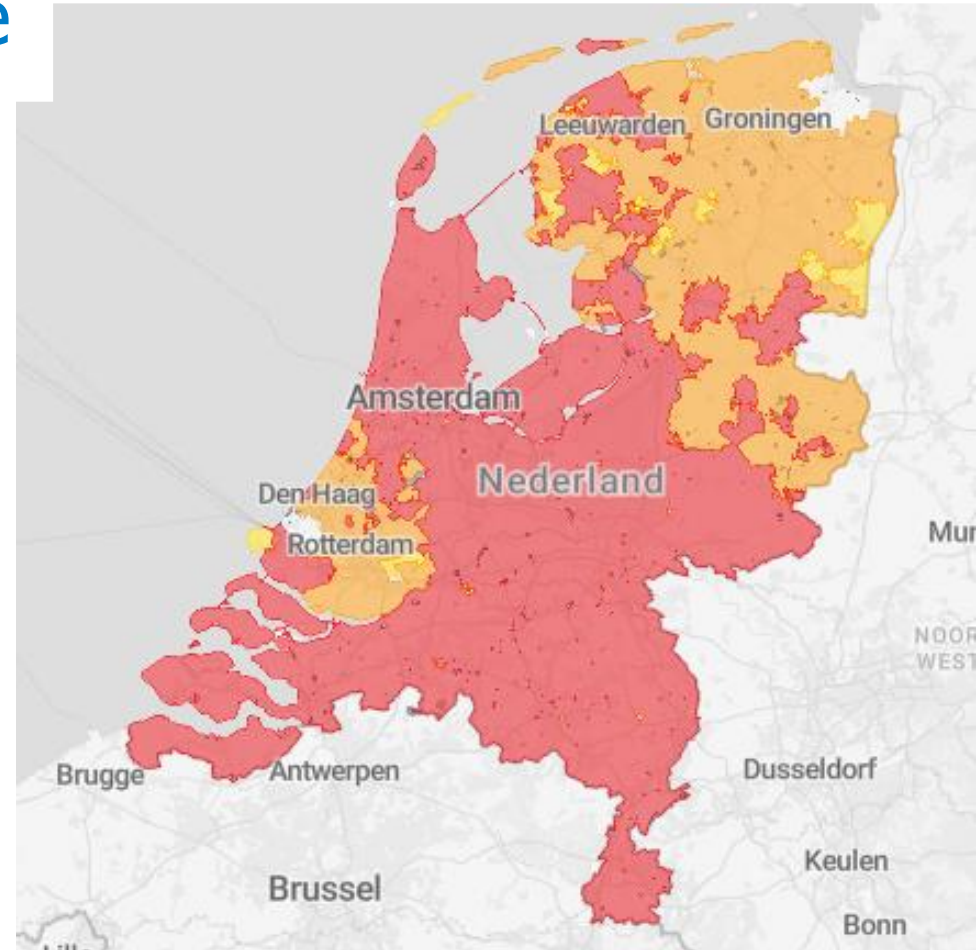 e
Leeuwarden
Groningen
Amsterdam
Nederland
Den Haag
Rotterdam
Brugge
Antwerpen
Dusseldorf
Keulen
Brussel
Bonn